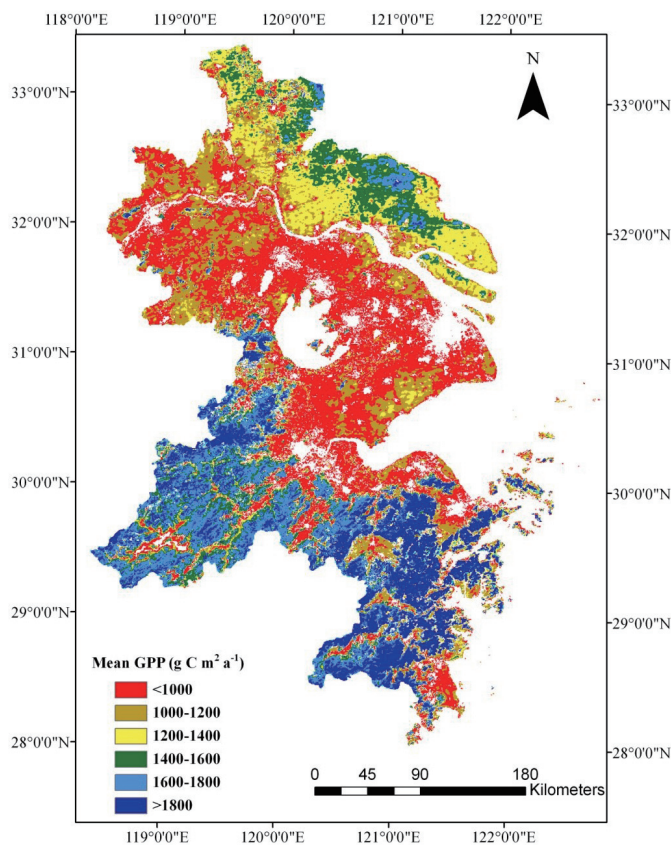 118°0'0"E 119°0'0"E 120°0'0"E 121°0'0"E 122°0'0"E
N
33°0'0"N 33°0'0"N
32°0'0"N 32°0'0"N
31°0'0"N 31°0'0"N
30°0'0"N 30°0'0"N
29°0'0"N 29°0'0"N
28°0'0"N 28°0'0"N
Mean GPP (g C m² a⁻¹)
<1000
1000-1200
1200-1400
1400-1600
1600-1800
>1800
0 45 90 180
Kilometers
119°0'0"E 120°0'0"E 121°0'0"E 122°0'0"E